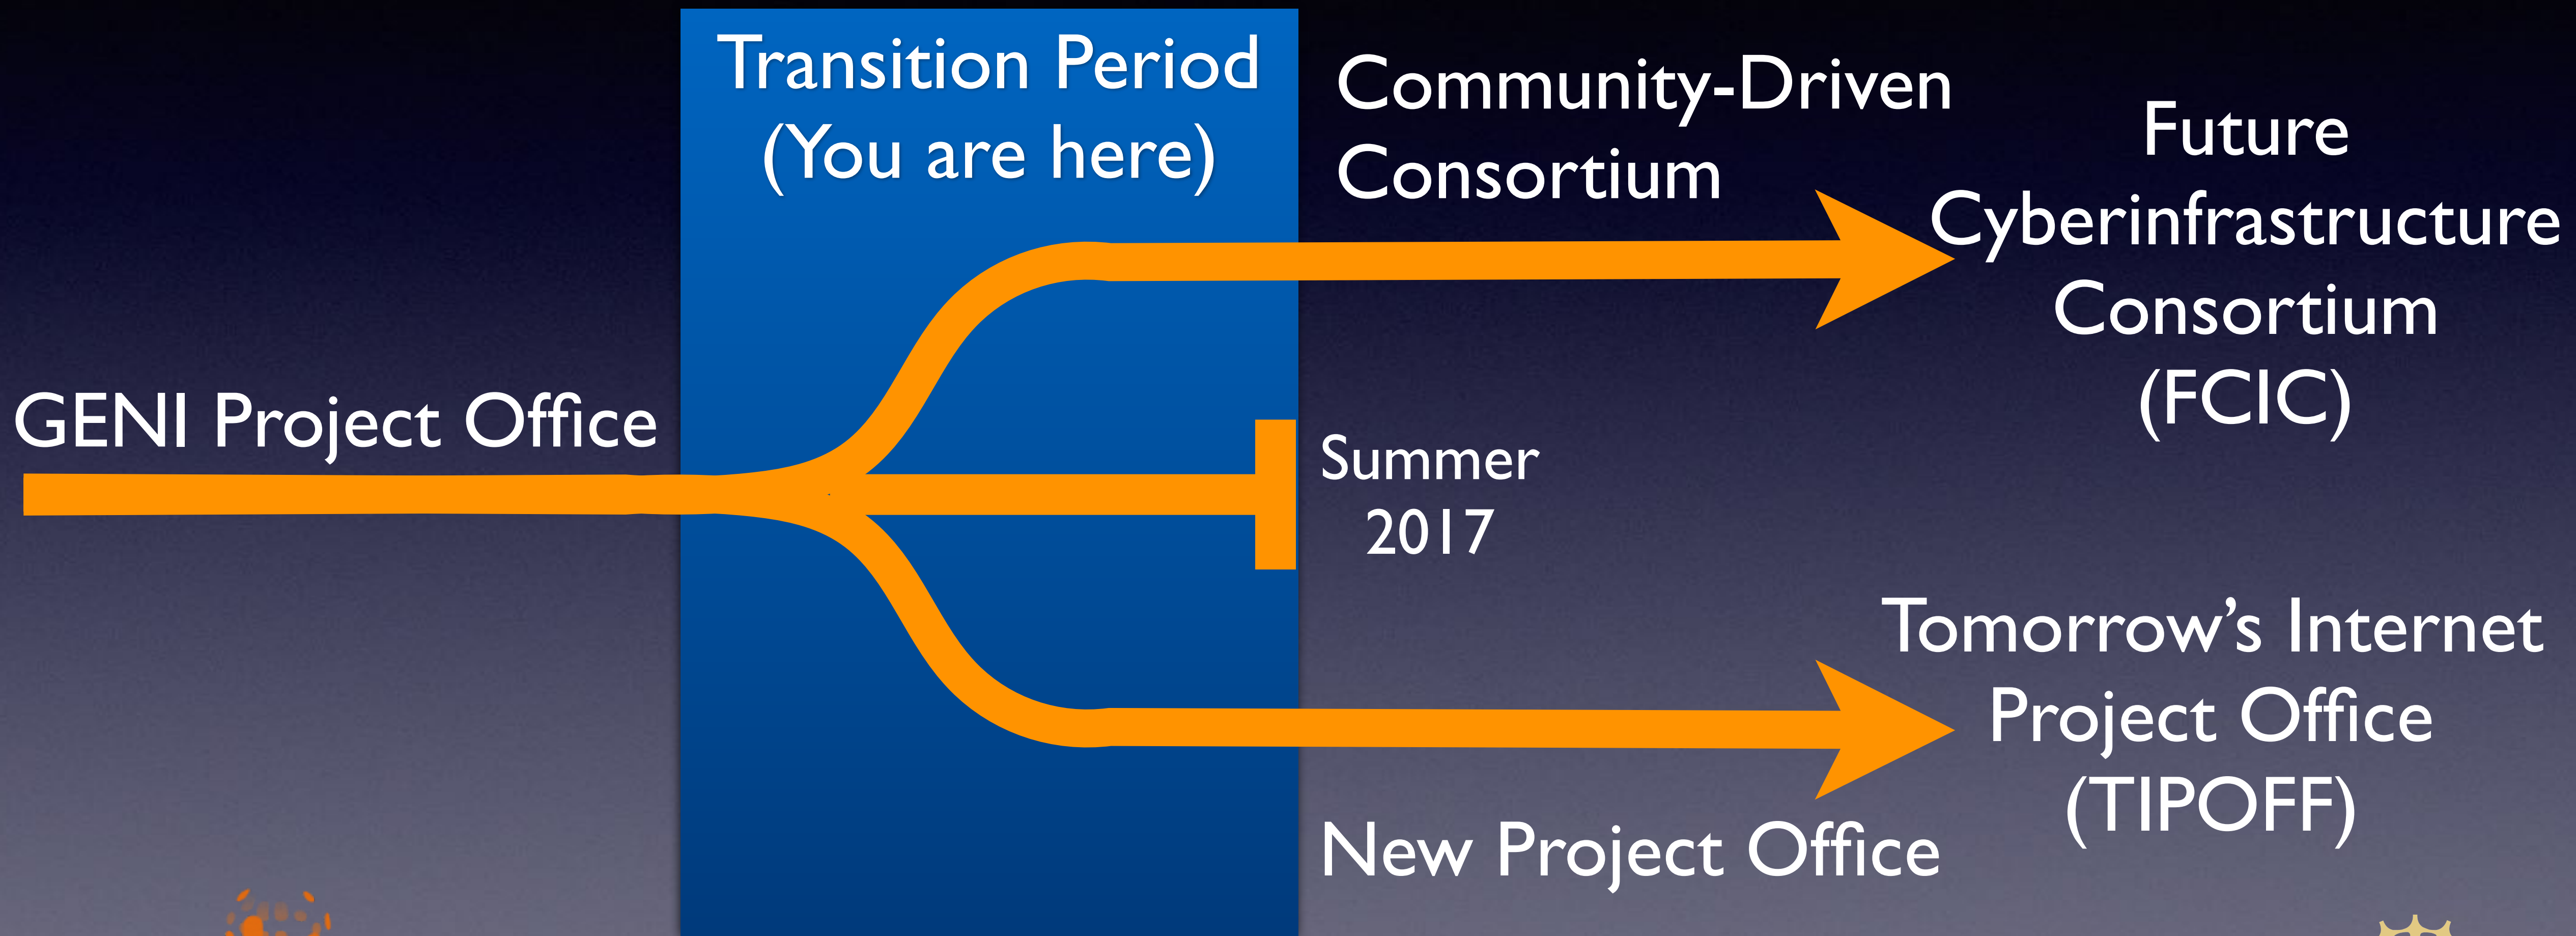 Transition Period
(You are here)
Community-Driven
Consortium
Future
Cyberinfrastructure
Consortium
(FCIC)
GENI Project Office
Summer
2017
Tomorrow’s Internet
Project Office
(TIPOFF)
New Project Office